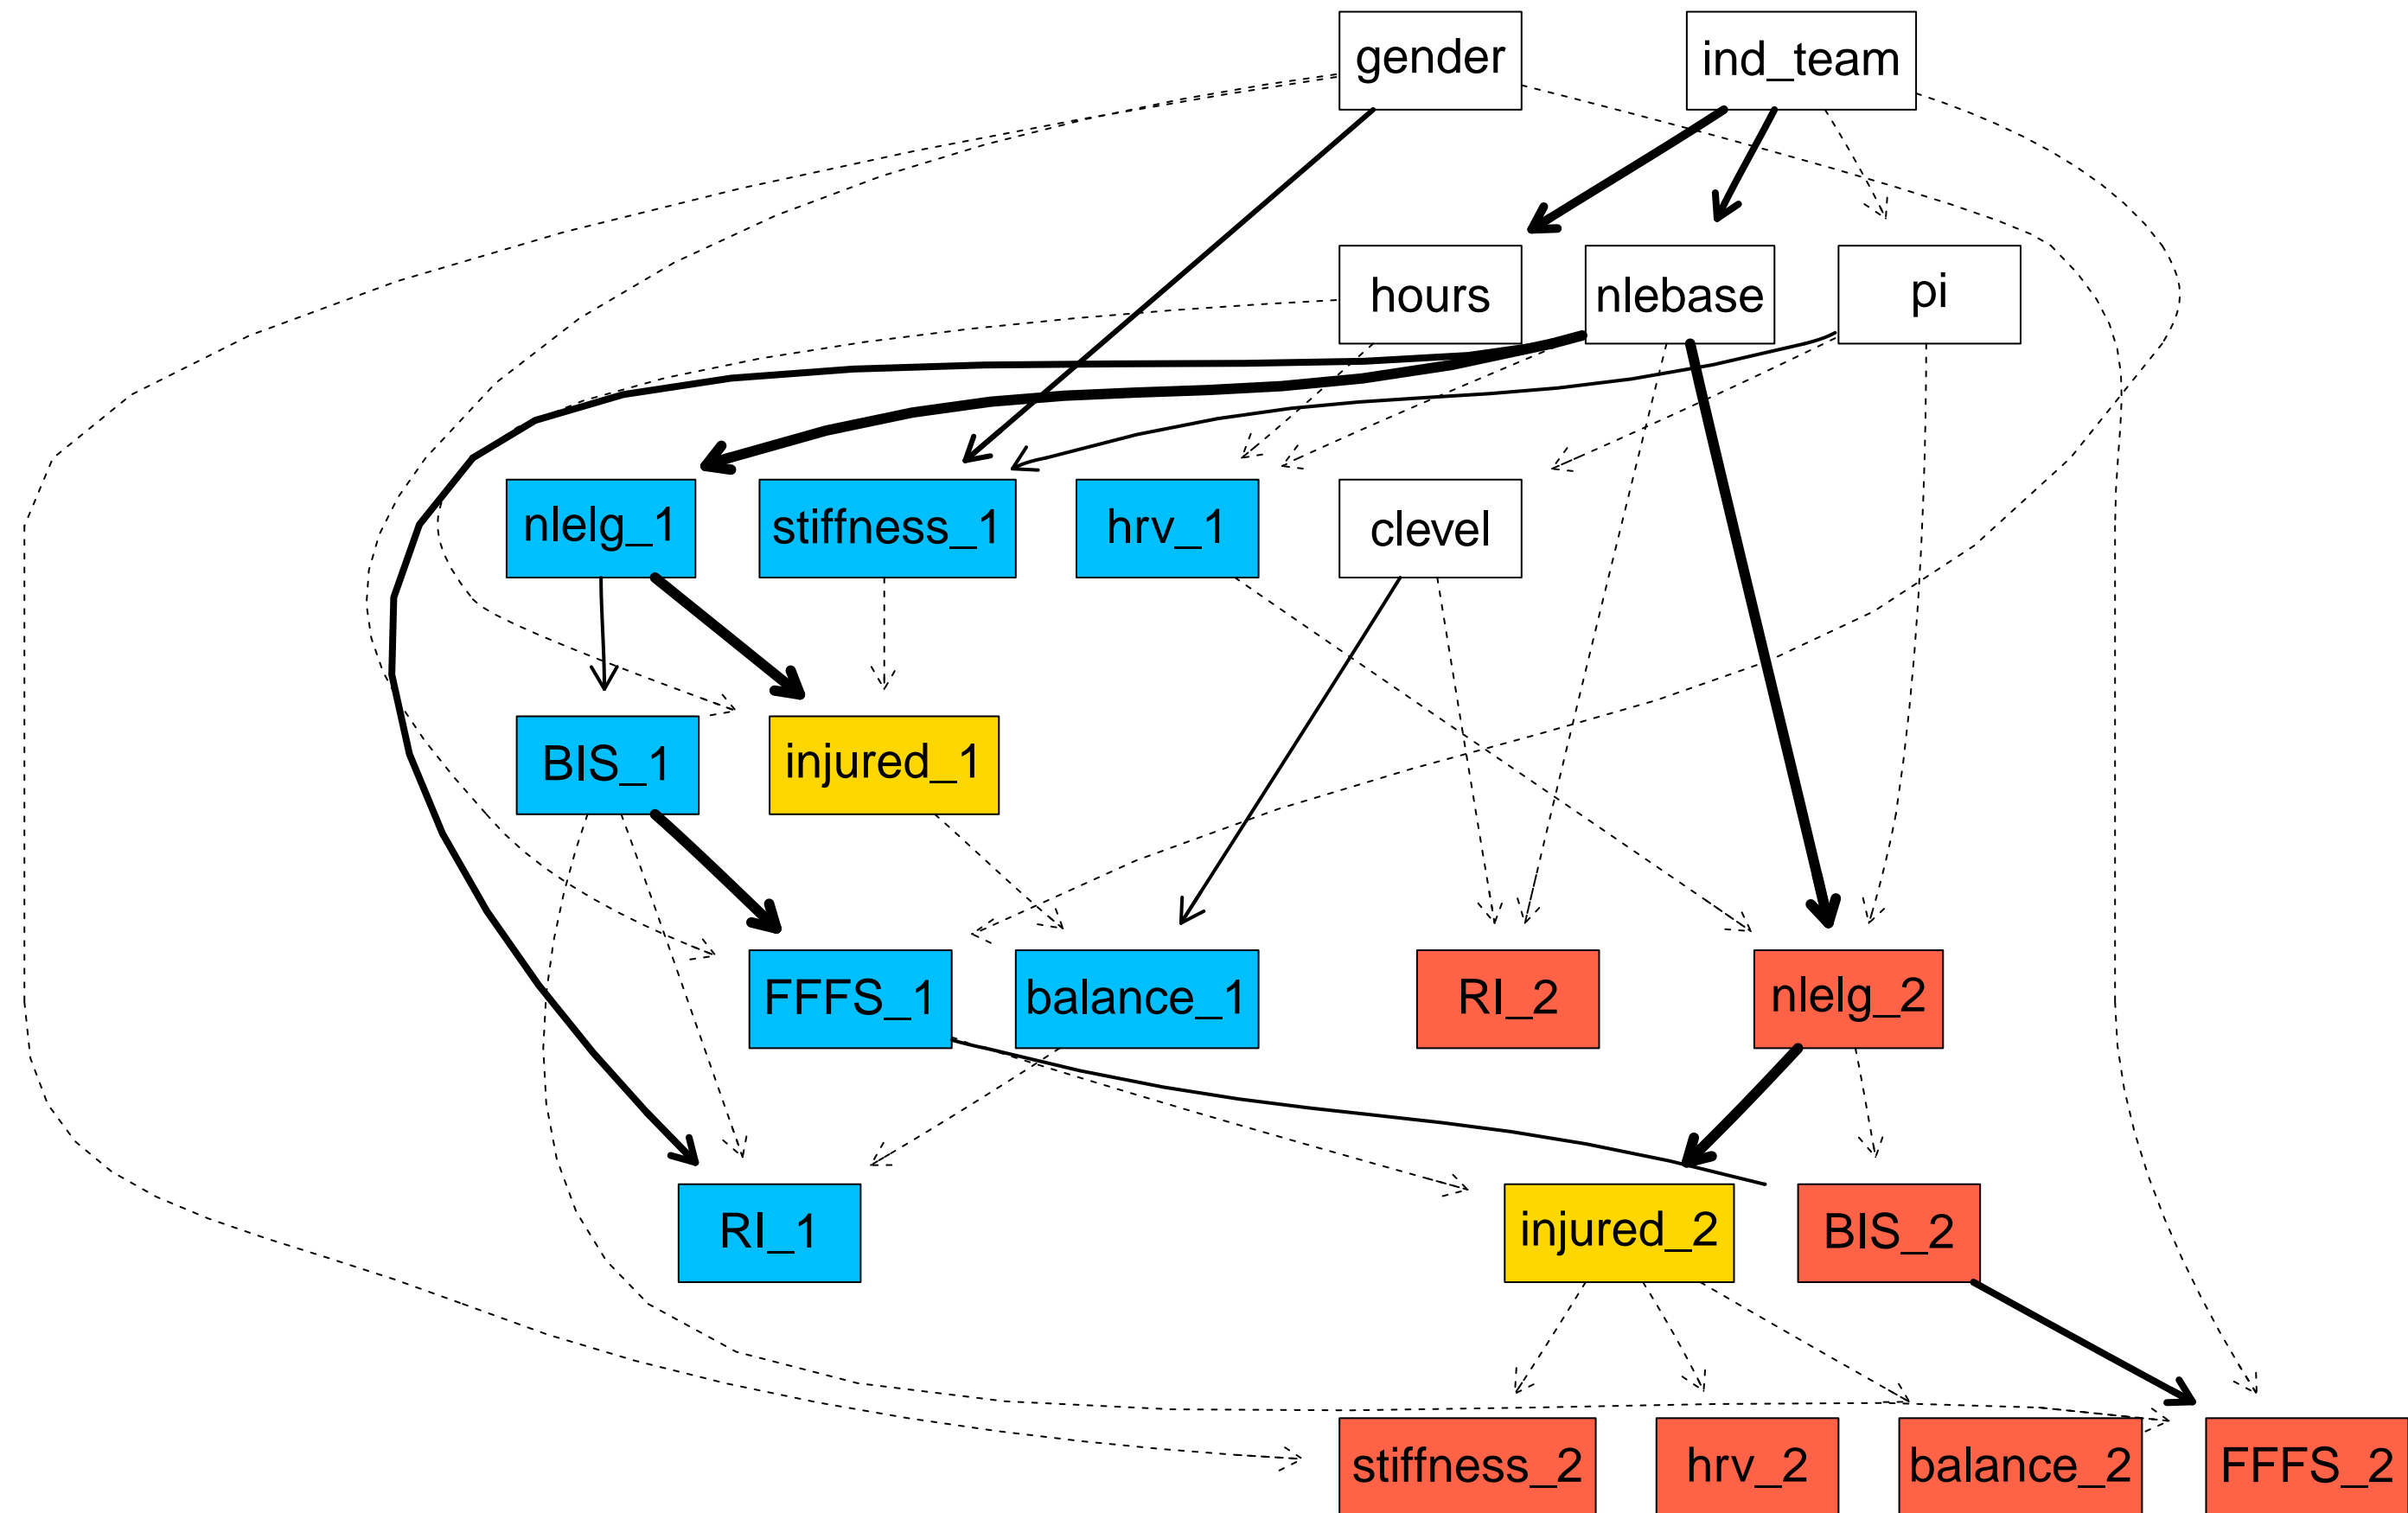 gender
ind_team
hours
nlebase
pi
nlelg_1
stiffness_1
hrv_1
clevel
BIS_1
injured_1
FFFS_1
balance_1
RI_2
nlelg_2
RI_1
injured_2
BIS_2
stiffness_2
hrv_2
balance_2
FFFS_2